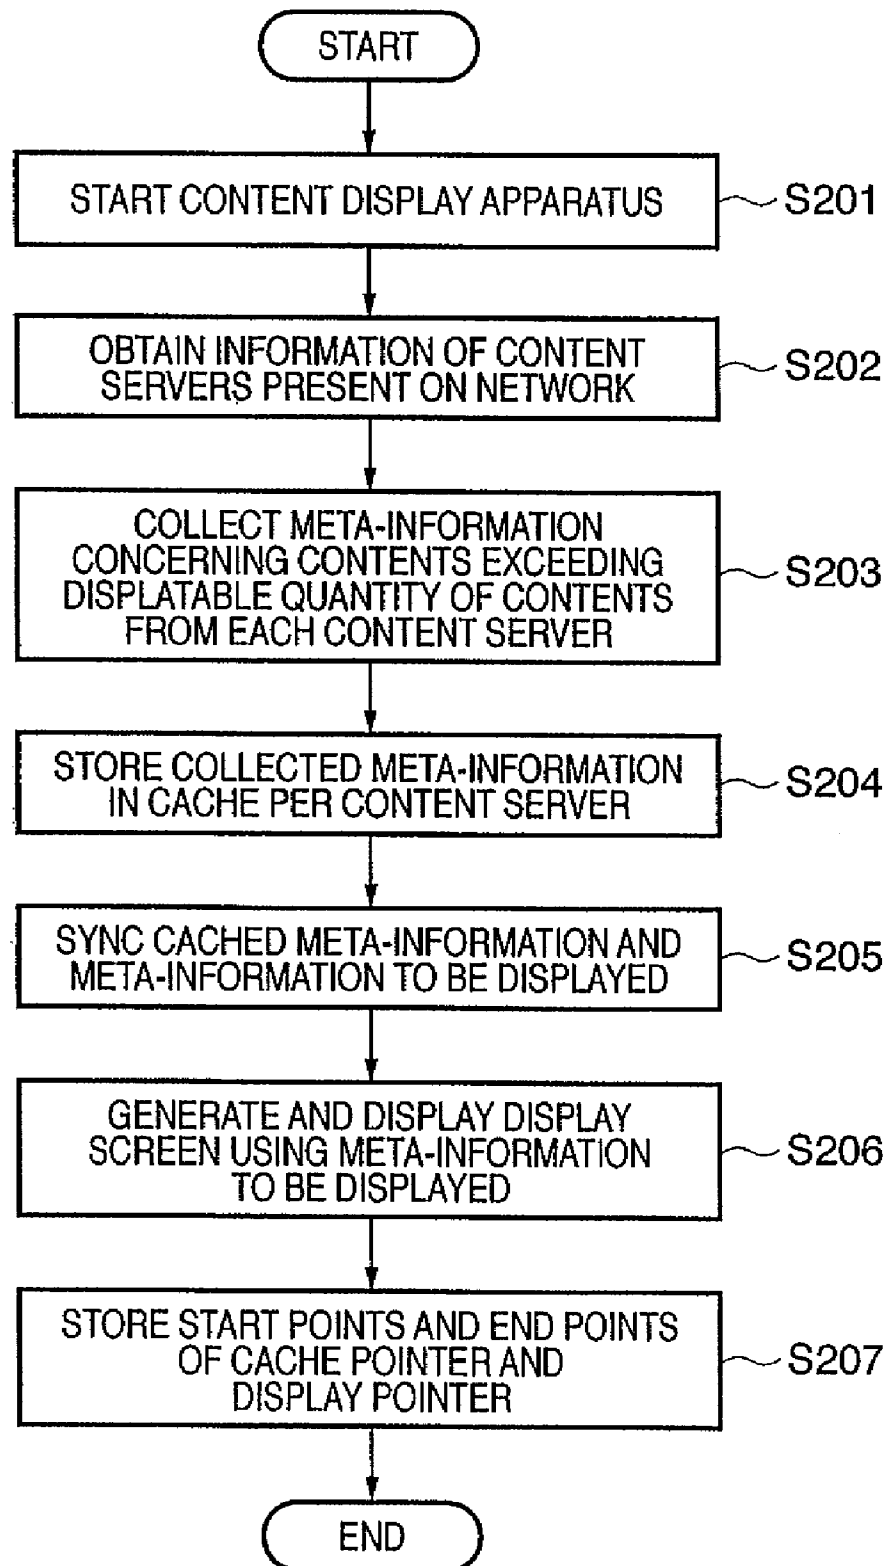 START
START CONTENT DISPLAY APPARATUS
S201
OBTAIN INFORMATION OF CONTENT
SERVERS PRESENT ON NETWORK
S202
COLLECT META-INFORMATION
CONCERNING CONTENTS EXCEEDING
DISPLATABLE QUANTITY OF CONTENTS
FROM EACH CONTENT SERVER
S203
STORE COLLECTED META-INFORMATION
IN CACHE PER CONTENT SERVER
S204
SYNC CACHED META-INFORMATION AND
META-INFORMATION TO BE DISPLAYED
S205
GENERATE AND DISPLAY DISPLAY
SCREEN USING META-INFORMATION
TO BE DISPLAYED
S206
STORE START POINTS AND END POINTS
OF CACHE POINTER AND
DISPLAY POINTER
S207
END